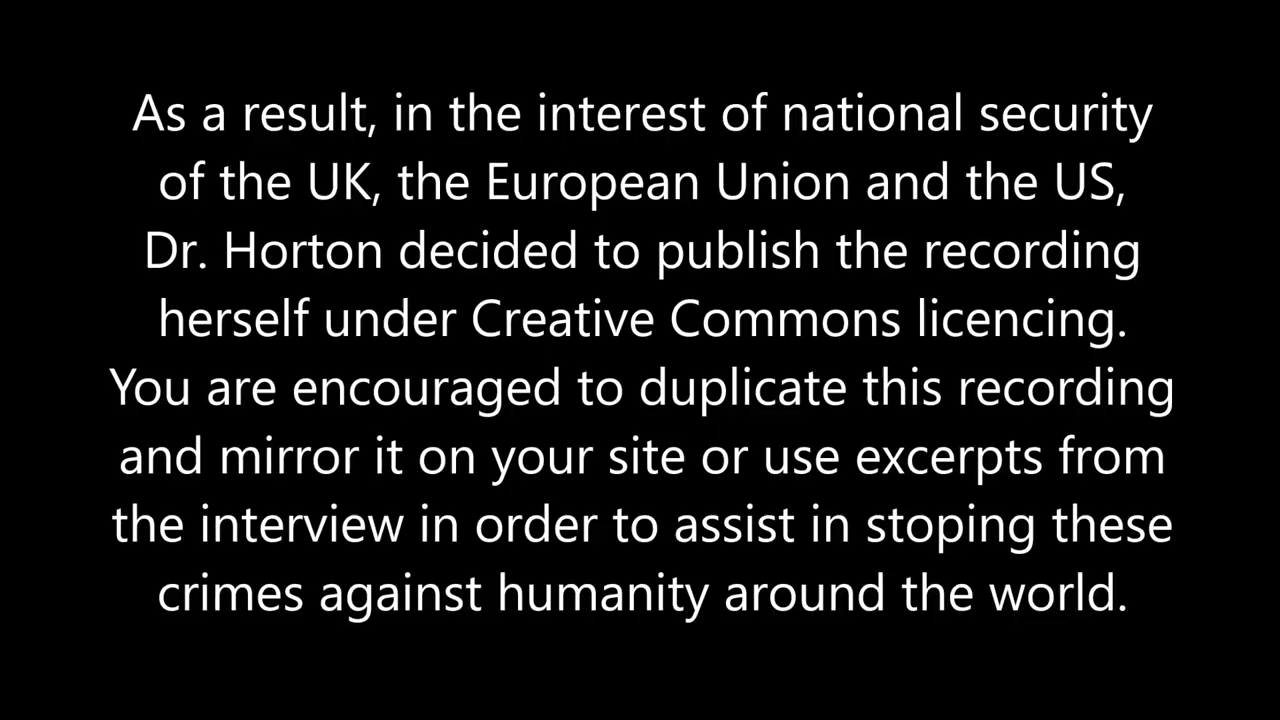 As a result, in the interest of national security
of the UK, the European Union and the US,
Dr. Horton decided to publish the recording
herself under Creative Commons licencing.
You are encouraged to duplicate this recording
and mirror it on your site or use excerpts from
the interview in order to assist in stoping these
crimes against humanity around the world.